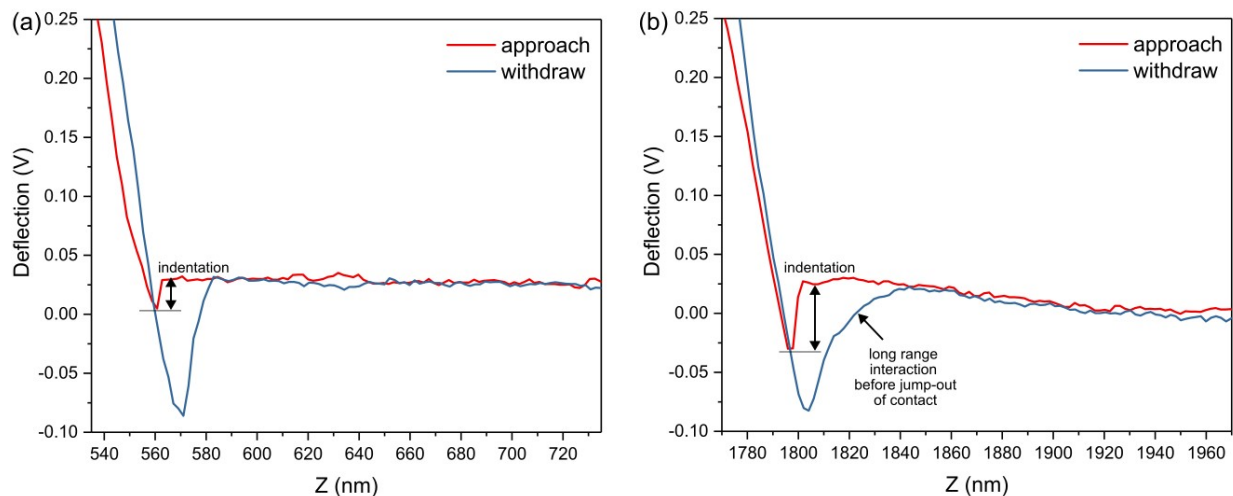 (a)
0.25
0.20
0.15
0.10
0.05
0.00
-0.05
-0.10
Deflection (V)
approach
withdraw
indentation
540 560 580 600 620 640 660 680 700 720
Z (nm)
(b)
0.25
0.20
0.15
0.10
0.05
0.00
-0.05
-0.10
Deflection (V)
approach
withdraw
indentation
long range
interaction
before jump-out
of contact
1780 1800 1820 1840 1860 1880 1900 1920 1940 1960
Z (nm)